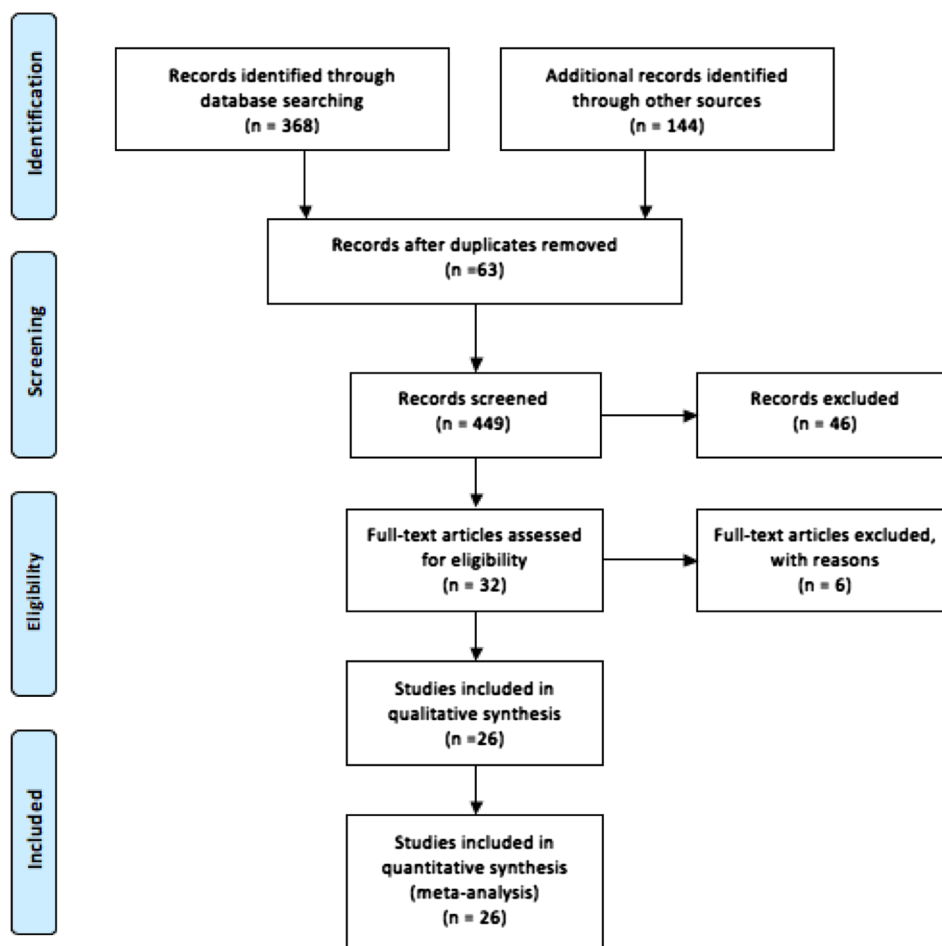 Identification
Records identified through
database searching
(n = 368)
Additional records identified
through other sources
(n = 144)
Records after duplicates removed
(n =63)
Screening
Records screened
(n = 449)
Records excluded
(n = 46)
Eligibility
Full-text articles assessed
for eligibility
(n = 32)
Full-text articles excluded,
with reasons
(n = 6)
Studies included in
qualitative synthesis
(n =26)
Included
Studies included in
quantitative synthesis
(meta-analysis)
(n = 26)